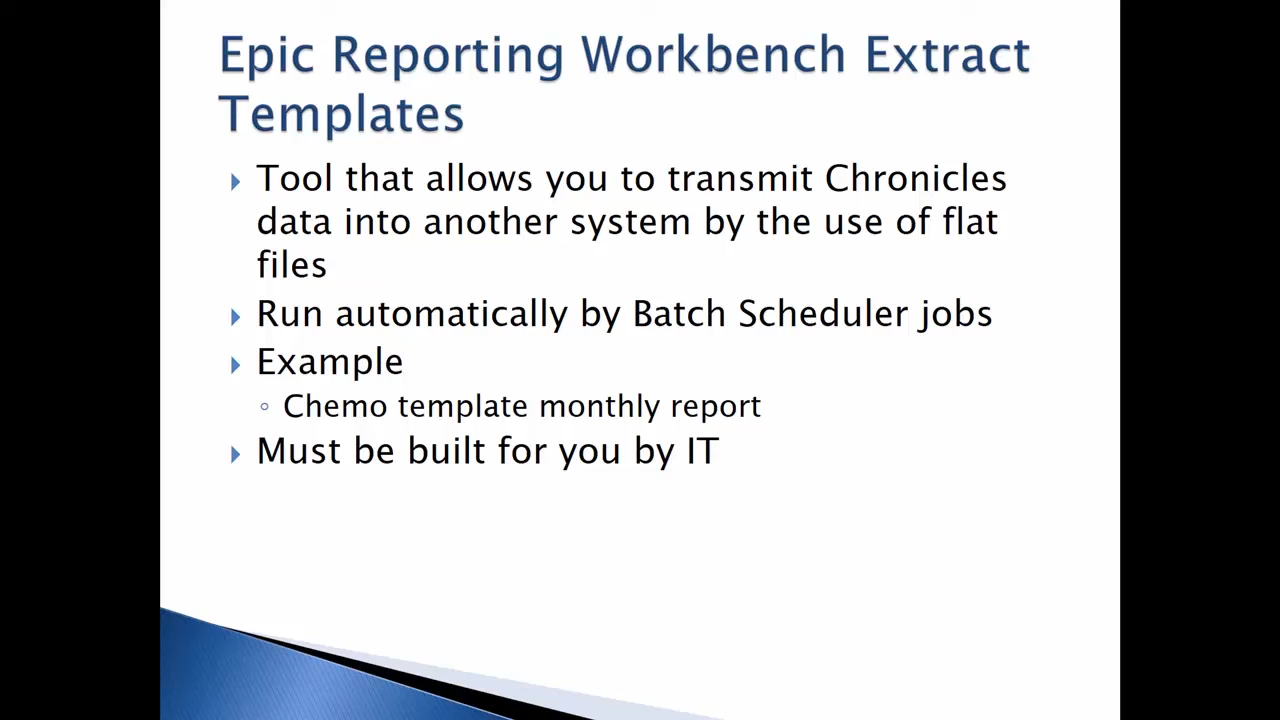 Epic Reporting Workbench Extract
Templates
Tool that allows you to transmit Chronicles
data into another system by the use of flat
files
Run automatically by Batch Scheduler jobs
Example
Chemo template monthly report
Must be built for you by IT